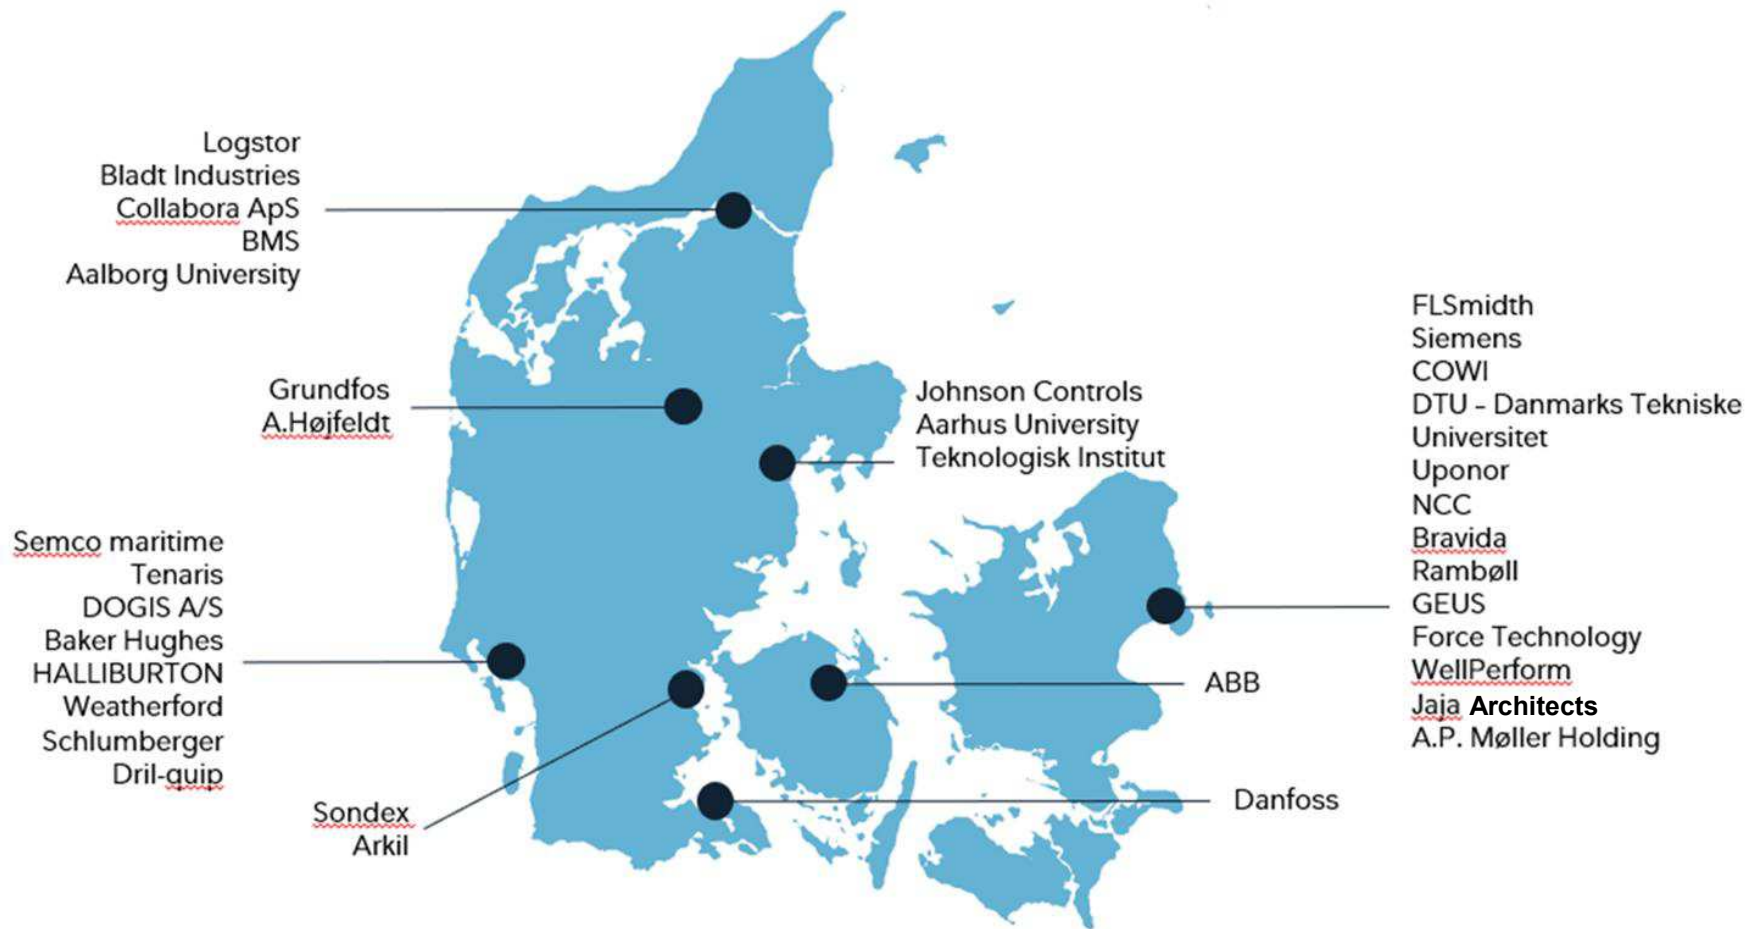 Logstor
Bladt Industries
Collabora ApS
BMS
Aalborg University
Grundfos
A.Højfeldt
Semco maritime
Tenaris
DOGIS A/S
Baker Hughes
HALLIBURTON
Weatherford
Schlumberger
Dril-quip
Sondex
Arkil
Johnson Controls
Aarhus University
Teknologisk Institut
ABB
Danfoss
FLSmidth
Siemens
COWI
DTU – Danmarks Tekniske
Universitet
Uponor
NCC
Bravida
Rambøll
GEUS
Force Technology
WellPerform
Jaja Architects
A.P. Møller Holding